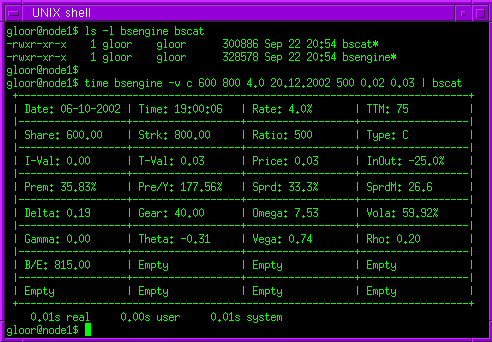 UNIX shell
gloor@node1$ ls -l bsengine bscat
-rwxr-xr-x    1 gloor    gloor      300886 Sep 22 20:54 bscat*
-rwxr-xr-x    1 gloor    gloor      328578 Sep 22 20:54 bsengine*
gloor@node1$
gloor@node1$ time bsengine -v c 600 800 4.0 20.12.2002 500 0.02 0.03 | bscat
| Date: 06-10-2002 | Time: 19:00:06 | Rate: 4.0% | TTM: 75 |
| Share: 600.00 | Strk: 800.00 | Ratio: 500 | Type: C |
| I-Val: 0.00 | T-Val: 0.03 | Price: 0.03 | InOut: -25.0% |
| Prem: 35.83% | Pre/Y: 177.56% | Sprd: 33.3% | SprdM: 26.6 |
| Delta: 0.19 | Gear: 40.00 | Omega: 7.53 | Vola: 59.92% |
| Gamma: 0.00 | Theta: -0.31 | Vega: 0.74 | Rho: 0.20 |
| B/E: 815.00 | Empty | Empty | Empty |
| Empty | Empty | Empty | Empty |
0.01s real     0.00s user     0.01s system
gloor@node1$